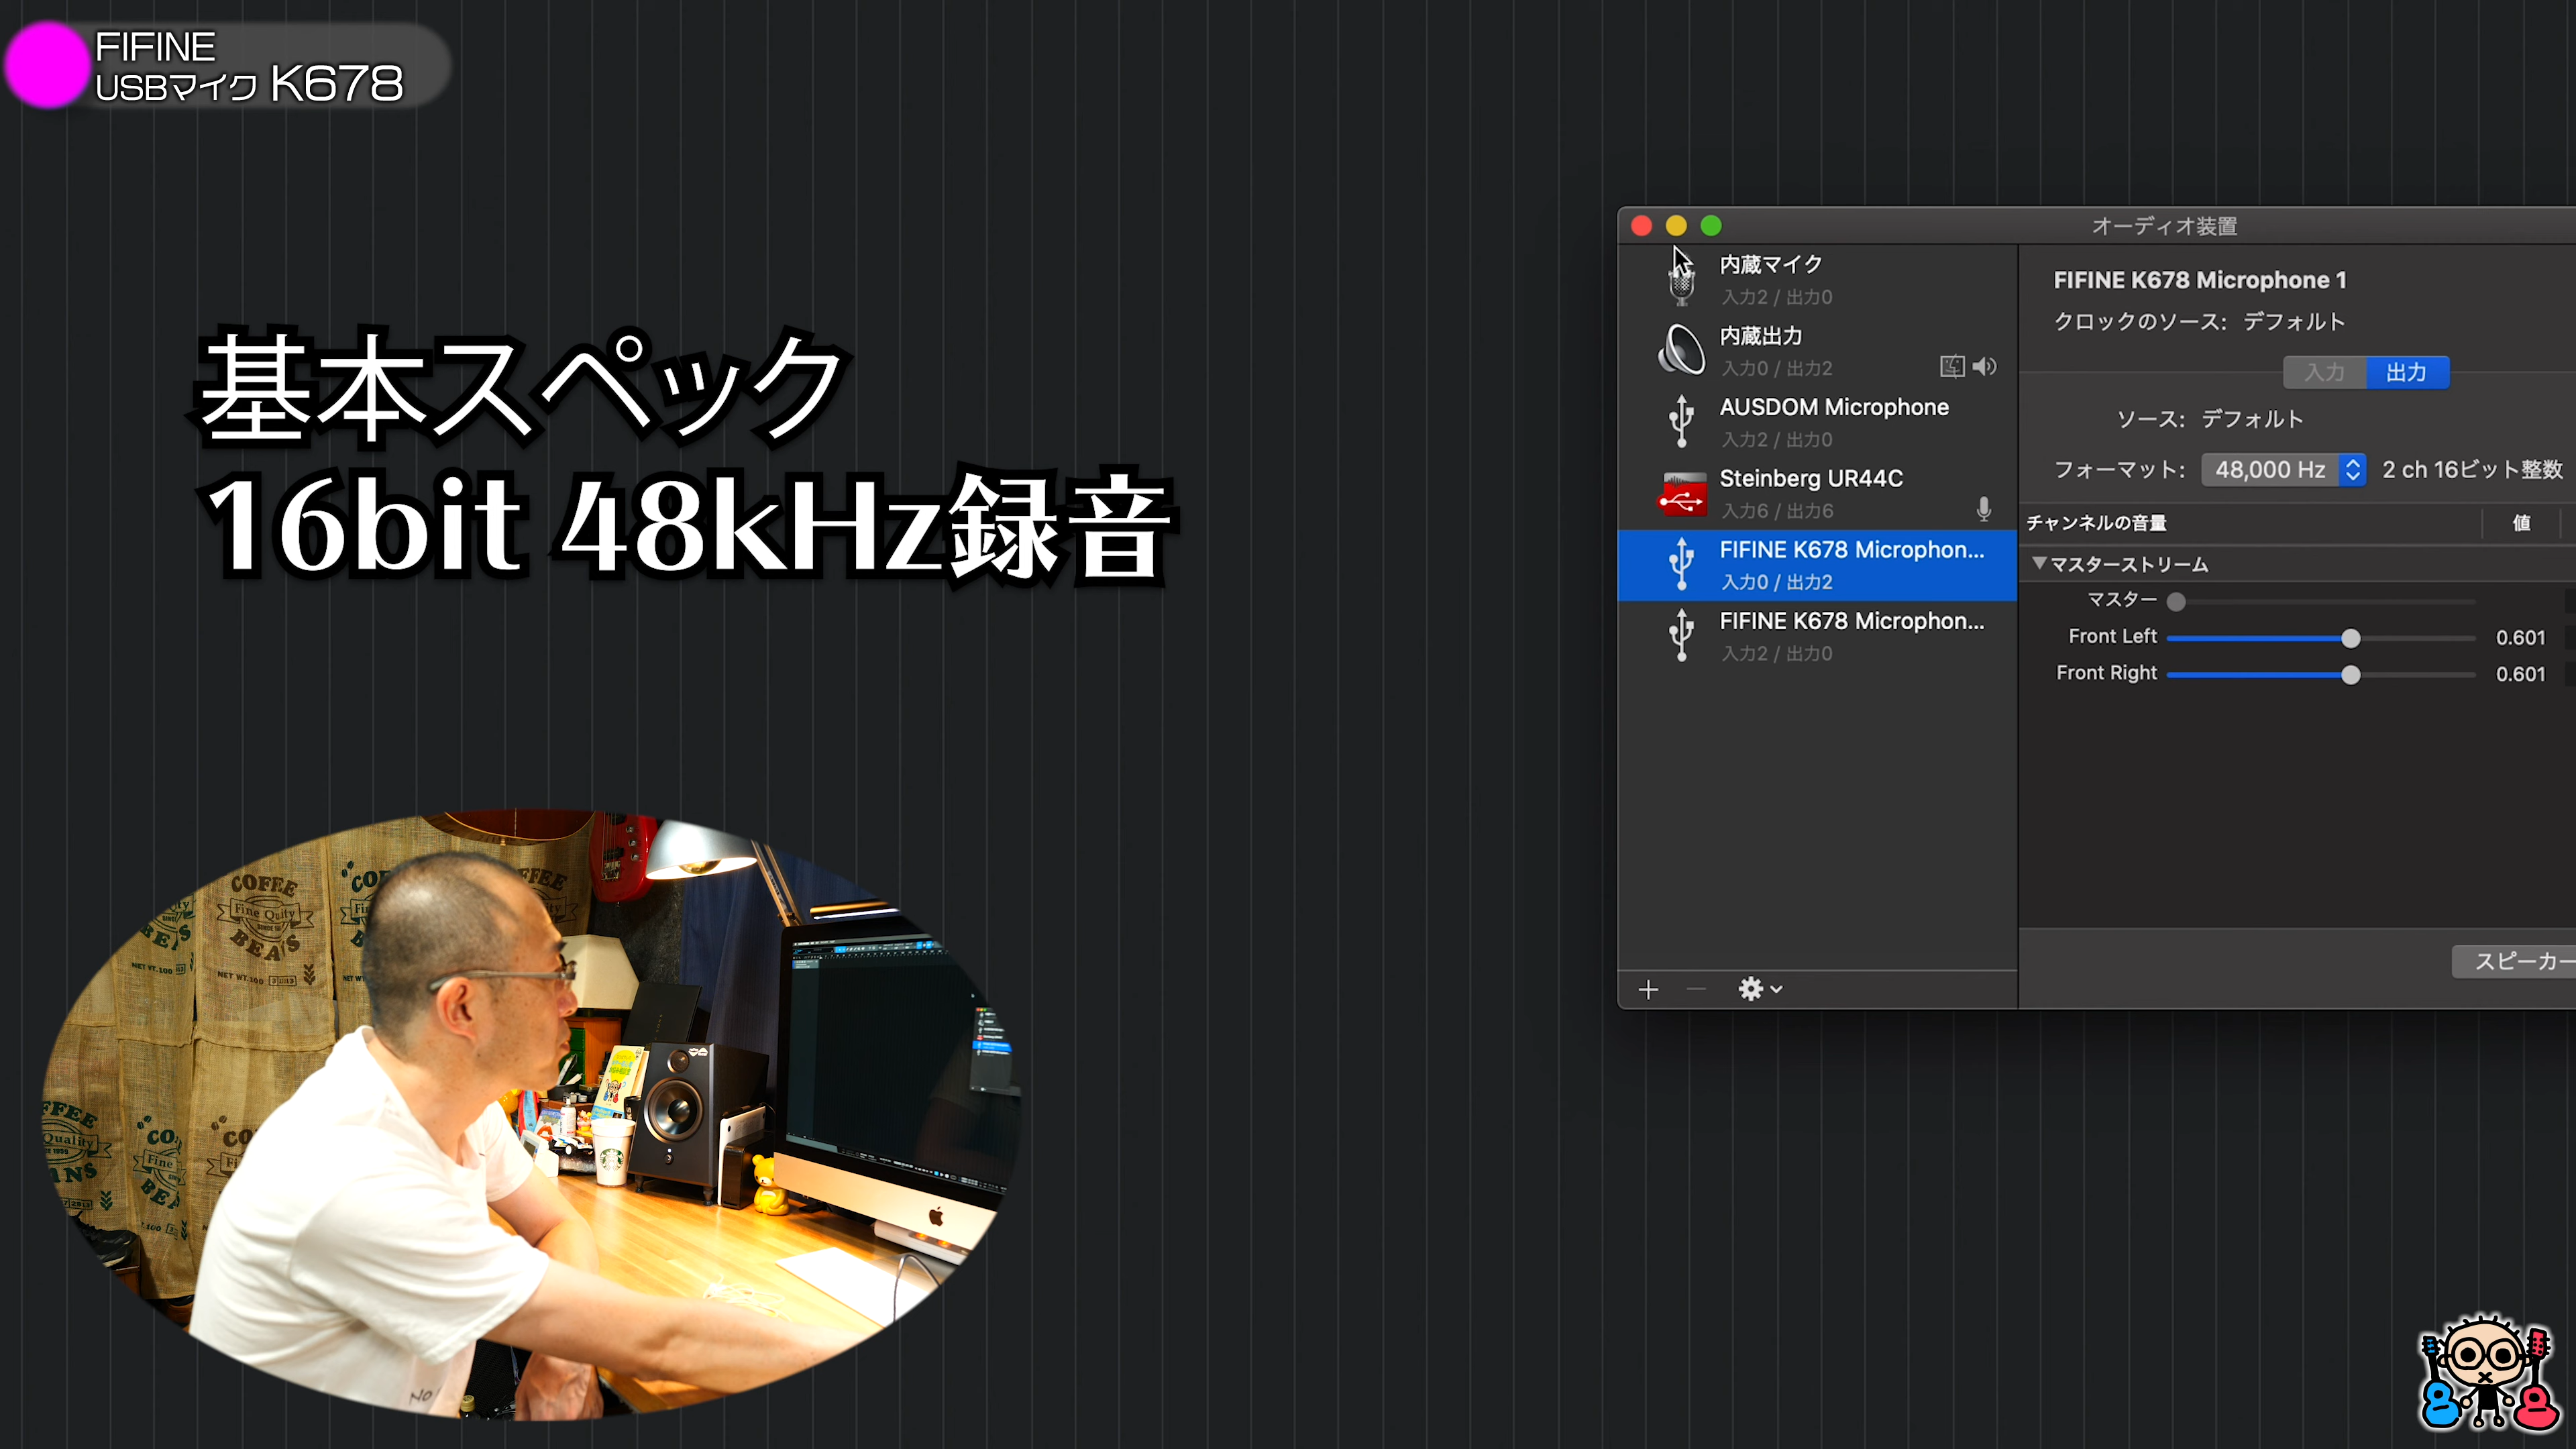 FIFINE
USBマイク K678
基本スペック
16bit 48kHz録音
オーディオ装置
内蔵マイク
入力2 / 出力0
内蔵出力
入力0 / 出力2
AUSDOM Microphone
入力2 / 出力0
Steinberg UR44C
入力6 / 出力6
FIFINE K678 Microphon...
入力0 / 出力2
FIFINE K678 Microphon...
入力2 / 出力0
FIFINE K678 Microphone 1
クロックのソース: デフォルト
入力 出力
ソース: デフォルト
フォーマット: 48,000 Hz 2 ch 16ビット整数
チャンネルの音量 値
マスターストリーム
マスター
Front Left 0.601
Front Right 0.601
スピーカー
COFFEE
Fine Quity
BEANS
NET WT.100